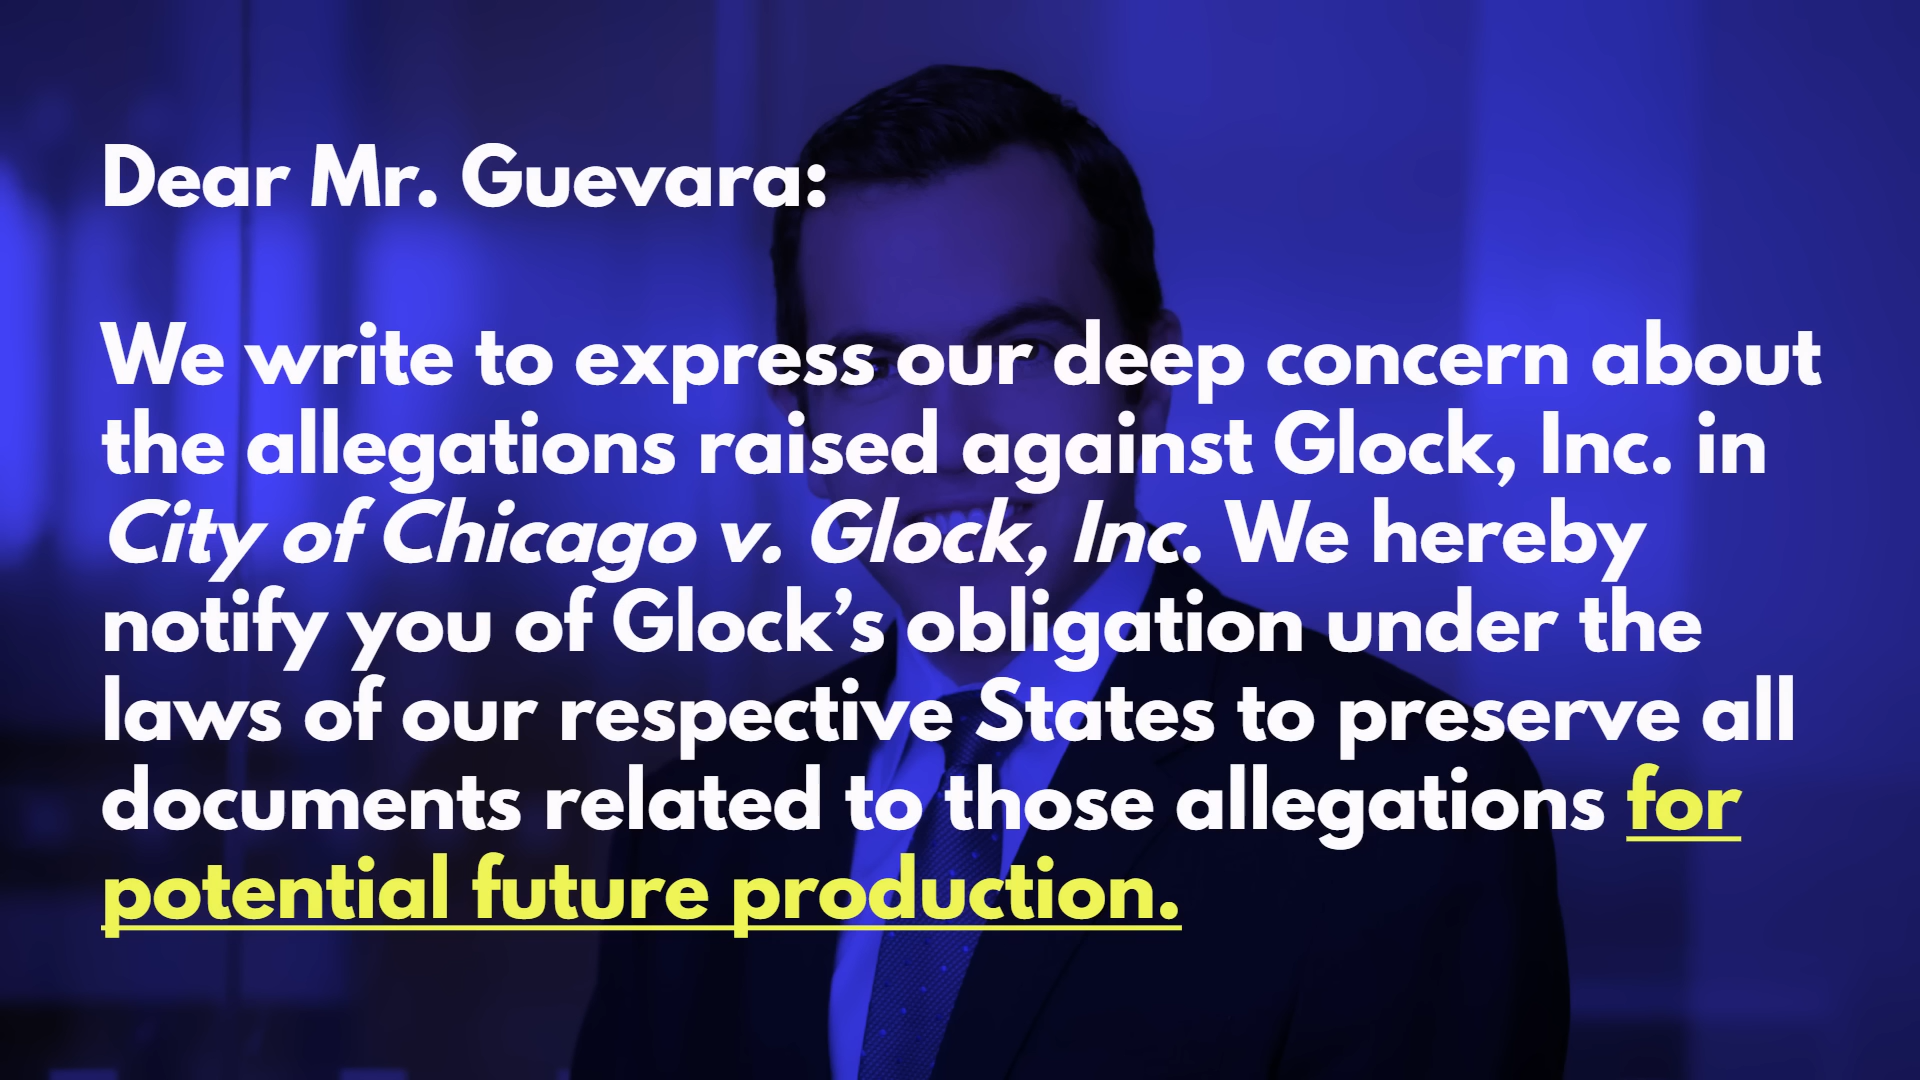 Dear Mr. Guevara:
We write to express our deep concern about
the allegations raised against Glock, Inc. in
City of Chicago v. Glock, Inc. We hereby
notify you of Glock’s obligation under the
laws of our respective States to preserve all
documents related to those allegations for
potential future production.